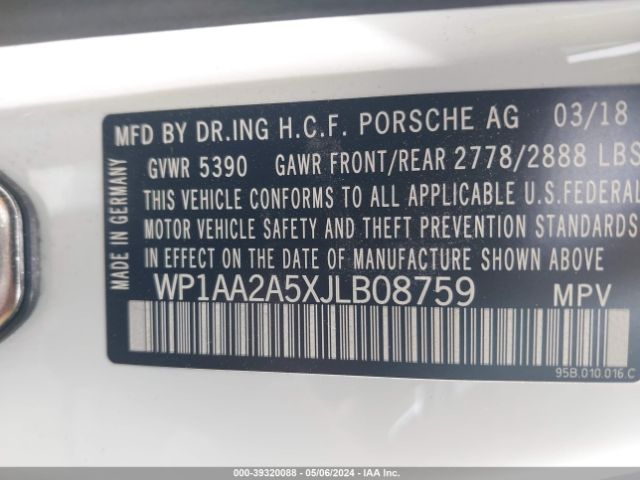 MFD BY DR.ING H.C.F. PORSCHE AG 03/18
GVWR 5390 GAWR FRONT/REAR 2778/2888 LBS
THIS VEHICLE CONFORMS TO ALL APPLICABLE U.S.FEDERAL
MOTOR VEHICLE SAFETY AND THEFT PREVENTION STANDARDS
IN EFFECT ON THE DATE OF MANUFACTURE SHOWN ABOVE.
WP1AA2A5XJLB08759 MPV
MADE IN GERMANY
95B.010.016.C
000-39320088 - 05/06/2024 - IAAI.COM